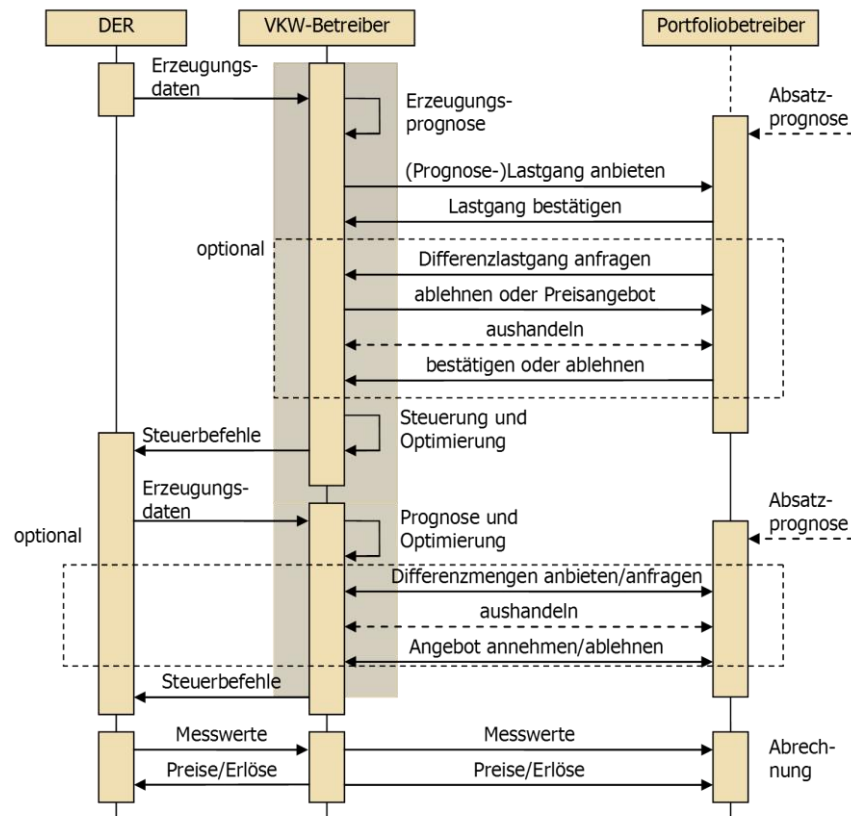 DER
VKW-Betreiber
Portfoliobetreiber
Erzeugungs-
daten
Erzeugungs-
prognose
Absatz-
prognose
(Prognose-)Lastgang anbieten
Lastgang bestätigen
optional
Differenzlastgang anfragen
ablehnen oder Preisangebot
aushandeln
bestätigen oder ablehnen
Steuerung und
Optimierung
Steuerbefehle
Erzeugungs-
daten
Prognose und
Optimierung
Absatz-
prognose
optional
Differenzmengen anbieten/anfragen
aushandeln
Angebot annehmen/ablehnen
Steuerbefehle
Messwerte
Messwerte
Abrech-
nung
Preise/Erlöse
Preise/Erlöse